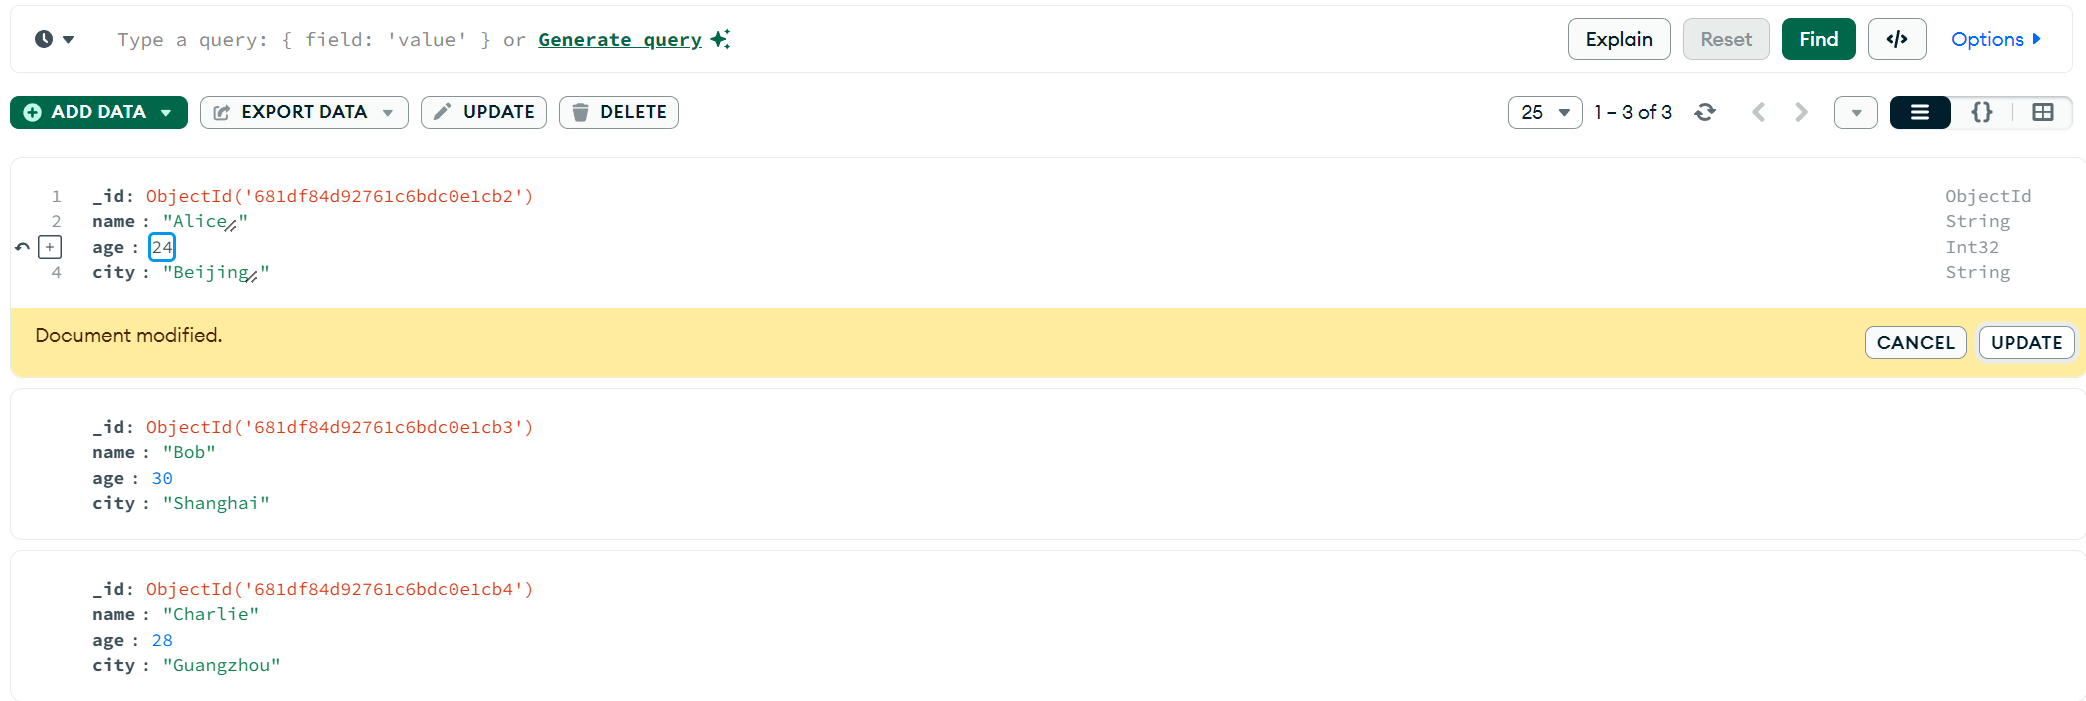 Type a query: { field: 'value' } or Generate query
Explain
Reset
Find
</>
Options
ADD DATA
EXPORT DATA
UPDATE
DELETE
25
1 – 3 of 3
{}
1 _id: ObjectId('681df84d92761c6bdc0e1cb2') ObjectId
2 name : "Alice" String
+ age : 24 Int32
4 city : "Beijing" String
Document modified.
CANCEL
UPDATE
_id: ObjectId('681df84d92761c6bdc0e1cb3')
name : "Bob"
age : 30
city : "Shanghai"
_id: ObjectId('681df84d92761c6bdc0e1cb4')
name : "Charlie"
age : 28
city : "Guangzhou"